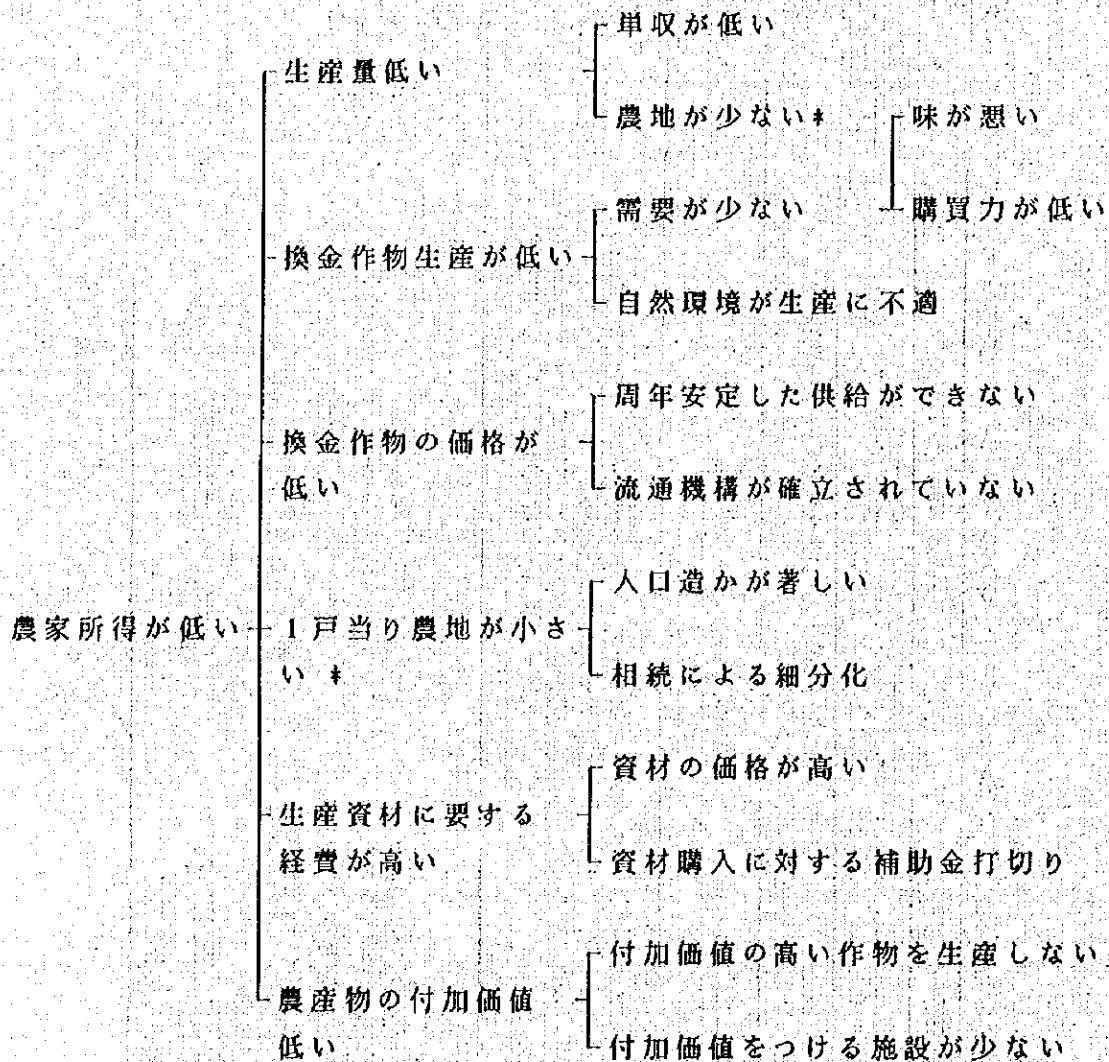 単収が低い
生産量低い
農地が少ない*
味が悪い
需要が少ない
購買力が低い
換金作物生産が低い
自然環境が生産に不適
周年安定した供給ができない
換金作物の価格が
低い
流通機構が確立されていない
人口造かが著しい
農家所得が低い
1戸当り農地が小さ
い *
相続による細分化
資材の価格が高い
生産資材に要する
経費が高い
資材購入に対する補助金打切り
付加価値の高い作物を生産しない
農産物の付加価値
低い
付加価値をつける施設が少ない